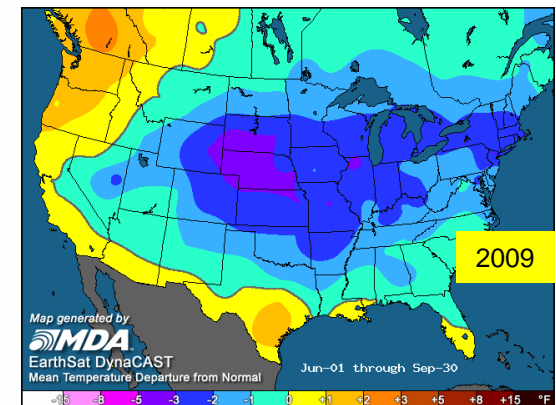 2009
Map generated by
MDA
EarthSat DynaCAST
Mean Temperature Departure from Normal
Jun-01 through Sep-30
-15 -8 -5 -3 -2 -1 0 +1 +2 +3 +5 +8 +15 °F